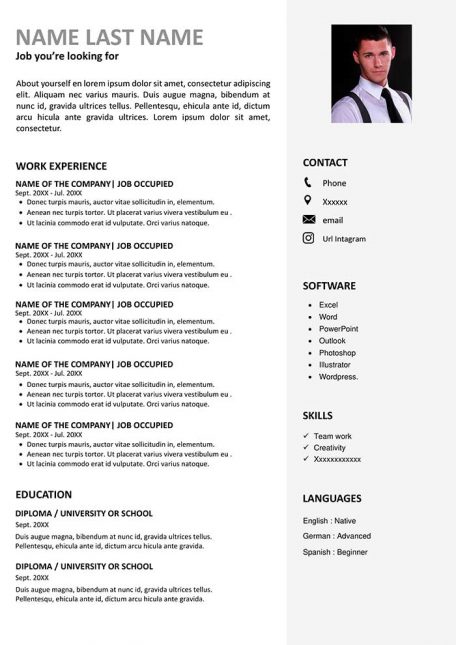 NAME LAST NAME
Job you're looking for
About yourself en lorem ipsum dolor sit amet, consectetur adipiscing
elit. Aliquam nec varius mauris. Duis augue magna, bibendum at
nunc id, gravida ultrices tellus. Pellentesqu, ehicula ante id, dictum
arcu hicula ante gravida. Lorem ipsum dolor sit amet,
consectetur.
WORK EXPERIENCE
NAME OF THE COMPANY| JOB OCCUPIED
Sept. 20XX - Jul. 20XX
• Donec turpis mauris, auctor vitae sollicitudin in, elementum.
• Aenean nec turpis tortor. Ut placerat varius vivera vestibulum eu .
• Ut lacinia commodo erat id vulputate. Orci varius natoque.
NAME OF THE COMPANY| JOB OCCUPIED
Sept. 20XX - Jul. 20XX
• Donec turpis mauris, auctor vitae sollicitudin in, elementum.
• Aenean nec turpis tortor. Ut placerat varius vivera vestibulum eu .
• Ut lacinia commodo erat id vulputate. Orci varius natoque.
NAME OF THE COMPANY| JOB OCCUPIED
Sept. 20XX - Jul. 20XX
• Donec turpis mauris, auctor vitae sollicitudin in, elementum.
• Aenean nec turpis tortor. Ut placerat varius vivera vestibulum eu .
• Ut lacinia commodo erat id vulputate. Orci varius natoque.
NAME OF THE COMPANY| JOB OCCUPIED
Sept. 20XX - Jul. 20XX
• Donec turpis mauris, auctor vitae sollicitudin in, elementum.
• Aenean nec turpis tortor. Ut placerat varius vivera vestibulum eu .
• Ut lacinia commodo erat id vulputate. Orci varius natoque.
NAME OF THE COMPANY| JOB OCCUPIED
Sept. 20XX - Jul. 20XX
• Donec turpis mauris, auctor vitae sollicitudin in, elementum.
• Aenean nec turpis tortor. Ut placerat varius vivera vestibulum eu .
• Ut lacinia commodo erat id vulputate. Orci varius natoque.
EDUCATION
DIPLOMA / UNIVERSITY OR SCHOOL
Sept. 20XX
Duis augue magna, bibendum at nunc id, gravida ultrices tellus.
Pellentesqu, ehicula ante id, dictum arcu hicula ante gravida.
DIPLOMA / UNIVERSITY OR SCHOOL
Sept. 20XX
Duis augue magna, bibendum at nunc id, gravida ultrices tellus.
Pellentesqu, ehicula ante id, dictum arcu hicula ante gravida.
CONTACT
Phone
Xxxxxx
email
Url Intagram
SOFTWARE
• Excel
• Word
• PowerPoint
• Outlook
• Photoshop
• Illustrator
• Wordpress.
SKILLS
✓ Team work
✓ Creativity
✓ Xxxxxxxxxxx
LANGUAGES
English : Native
German : Advanced
Spanish : Beginner